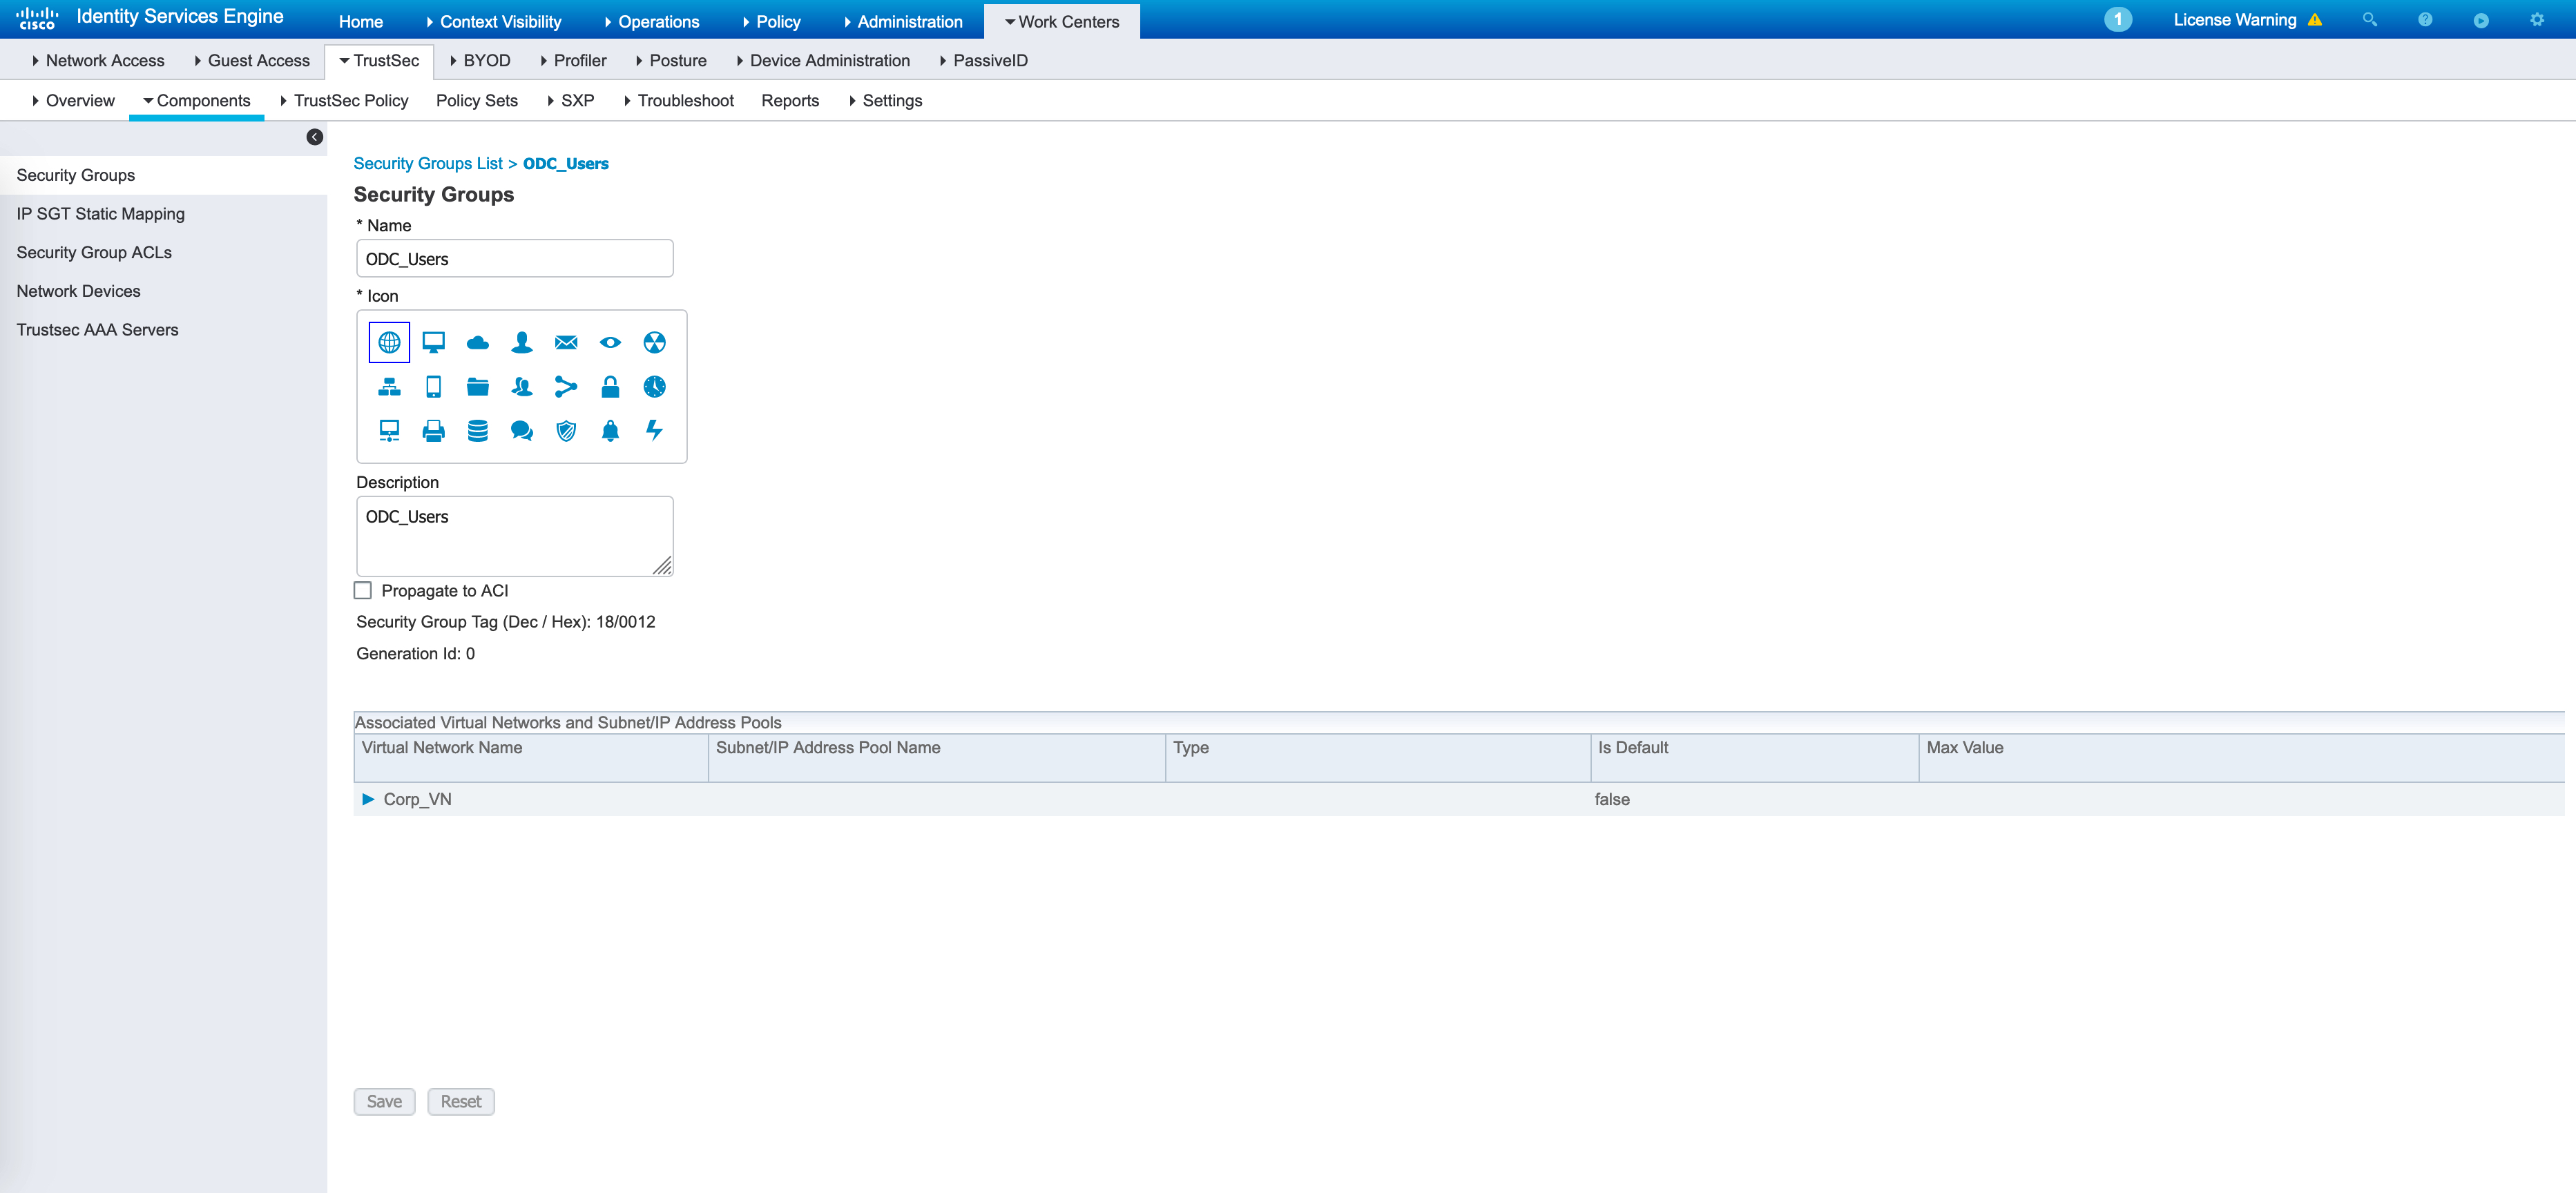 cisco Identity Services Engine Home Context Visibility Operations Policy Administration Work Centers 1 License Warning
Network Access Guest Access TrustSec BYOD Profiler Posture Device Administration PassiveID
Overview Components TrustSec Policy Policy Sets SXP Troubleshoot Reports Settings
Security Groups
IP SGT Static Mapping
Security Group ACLs
Network Devices
Trustsec AAA Servers
Security Groups List > ODC_Users
Security Groups
* Name
ODC_Users
* Icon
Description
ODC_Users
Propagate to ACI
Security Group Tag (Dec / Hex): 18/0012
Generation Id: 0
Associated Virtual Networks and Subnet/IP Address Pools
Virtual Network Name Subnet/IP Address Pool Name Type Is Default Max Value
Corp_VN false
Save Reset